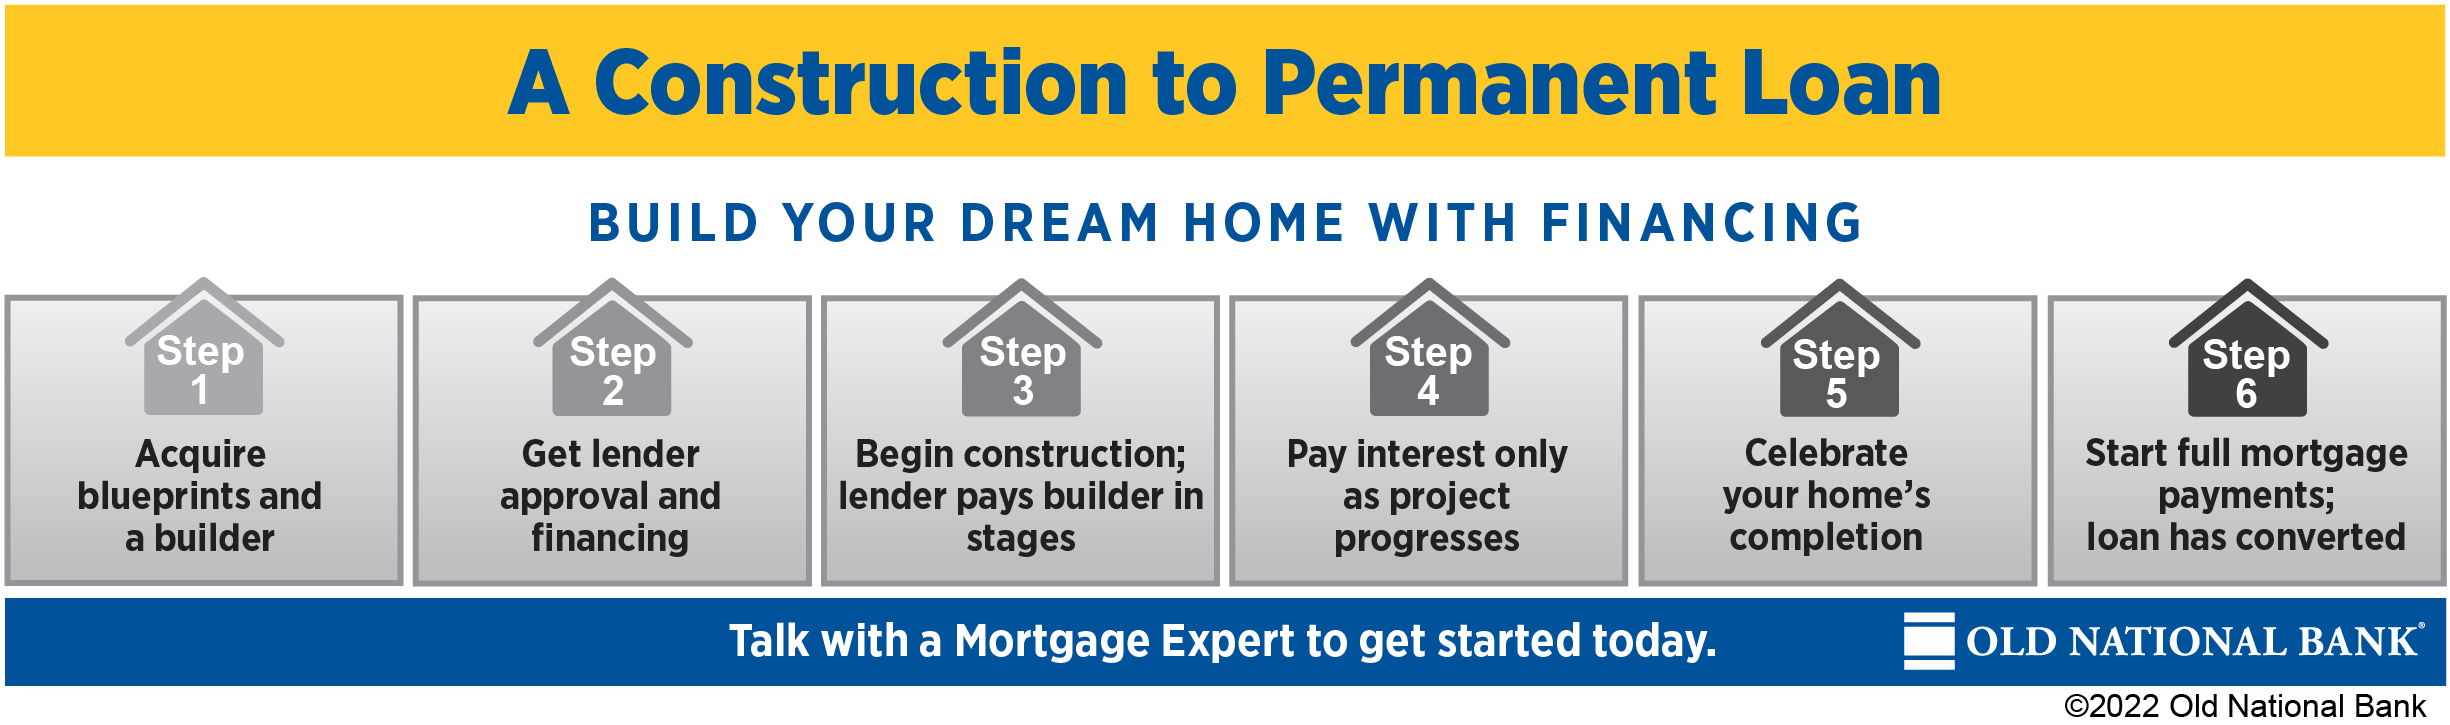 A Construction to Permanent Loan
BUILD YOUR DREAM HOME WITH FINANCING
Step
1
Acquire
blueprints and
a builder
Step
2
Get lender
approval and
financing
Step
3
Begin construction;
lender pays builder in
stages
Step
4
Pay interest only
as project
progresses
Step
5
Celebrate
your home’s
completion
Step
6
Start full mortgage
payments;
loan has converted
Talk with a Mortgage Expert to get started today.
OLD NATIONAL BANK®
©2022 Old National Bank